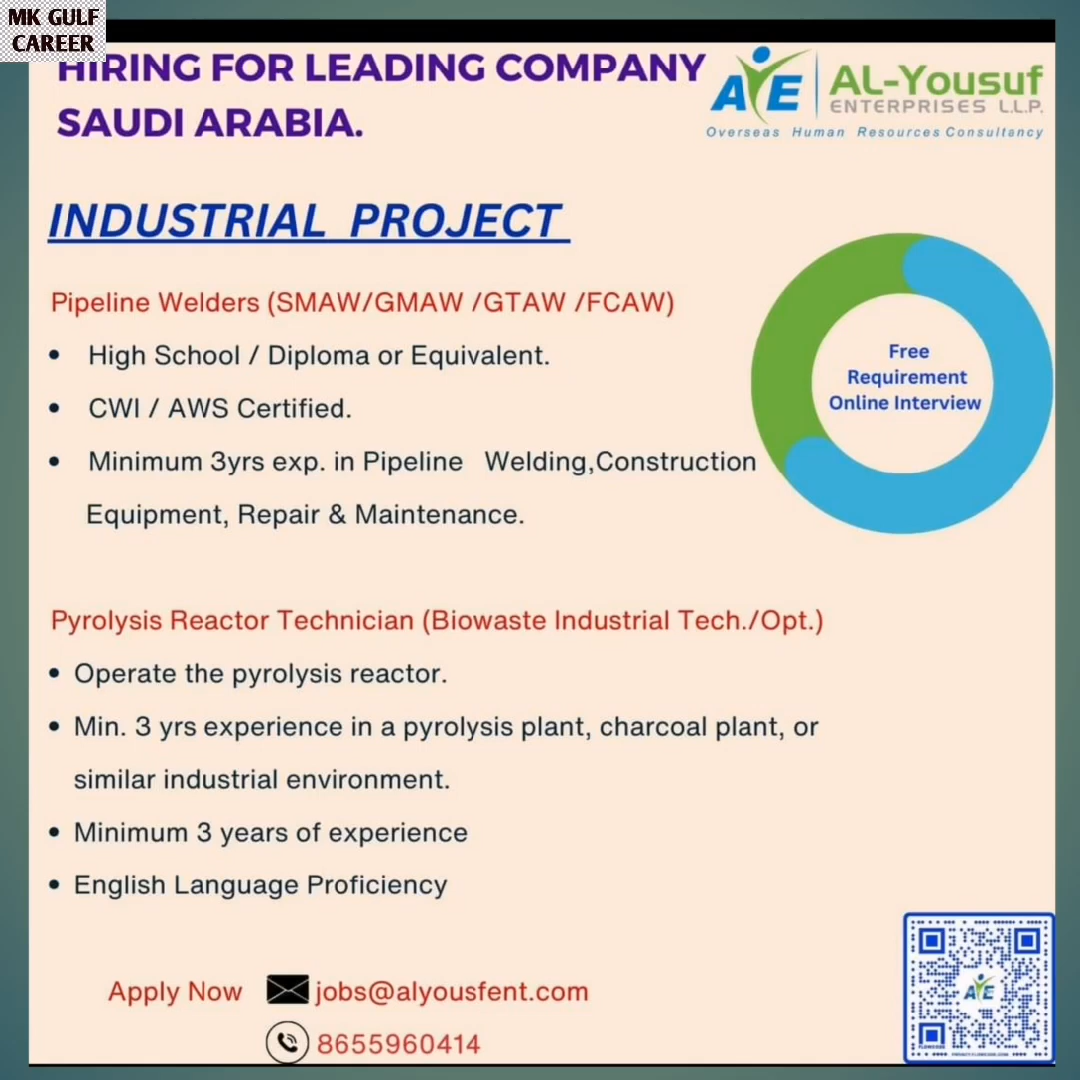 MK GULF
CAREER
HIRING FOR LEADING COMPANY
SAUDI ARABIA.
AYE
AL-Yousuf
ENTERPRISES L.L.P.
Overseas Human Resources Consultancy
INDUSTRIAL PROJECT
Pipeline Welders (SMAW/GMAW /GTAW /FCAW)
• High School / Diploma or Equivalent.
• CWI / AWS Certified.
• Minimum 3yrs exp. in Pipeline Welding,Construction
Equipment, Repair & Maintenance.
Free
Requirement
Online Interview
Pyrolysis Reactor Technician (Biowaste Industrial Tech./Opt.)
• Operate the pyrolysis reactor.
• Min. 3 yrs experience in a pyrolysis plant, charcoal plant, or
similar industrial environment.
• Minimum 3 years of experience
• English Language Proficiency
Apply Now jobs@alyousfent.com
8655960414
AYE